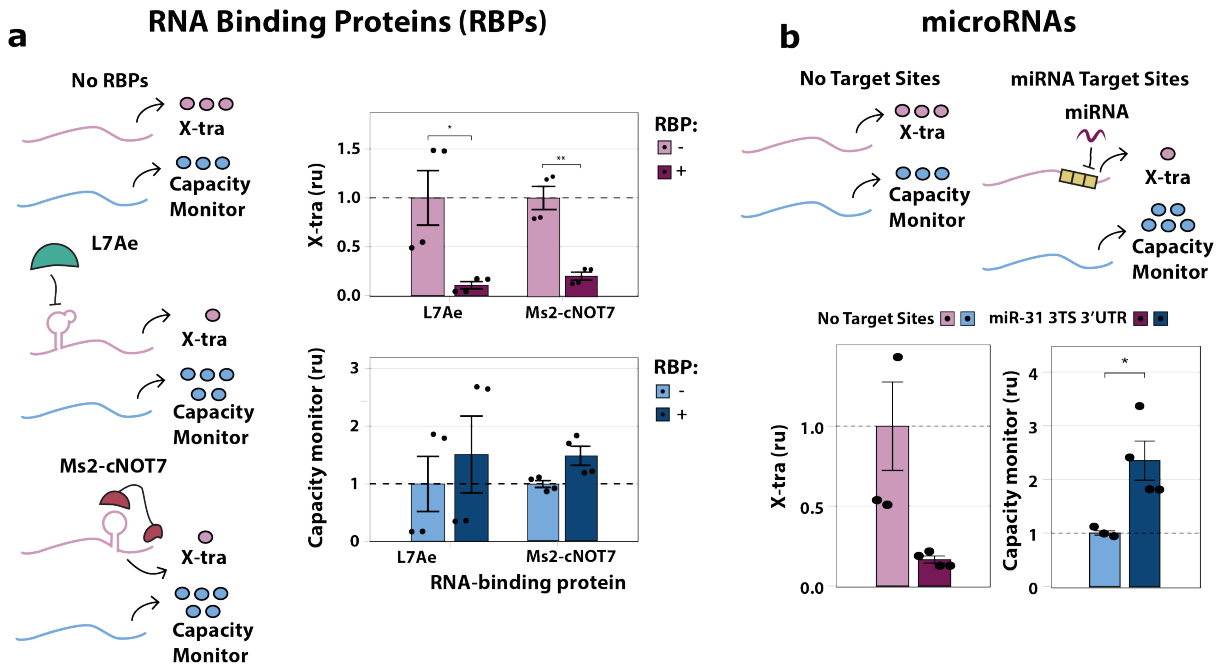 a
RNA Binding Proteins (RBPs)
No RBPs
X-tra
Capacity
Monitor
L7Ae
X-tra
Capacity
Monitor
Ms2-cNOT7
X-tra
Capacity
Monitor
X-tra (ru)
1.5
1.0
0.5
0.0
*
**
L7Ae
Ms2-cNOT7
RBP:
-
+
Capacity monitor (ru)
3
2
1
0
L7Ae
Ms2-cNOT7
RNA-binding protein
RBP:
-
+
b
microRNAs
No Target Sites
X-tra
Capacity
Monitor
miRNA Target Sites
miRNA
X-tra
Capacity
Monitor
No Target Sites
miR-31 3TS 3’UTR
X-tra (ru)
1.0
0.5
0.0
Capacity monitor (ru)
4
3
2
1
0
*